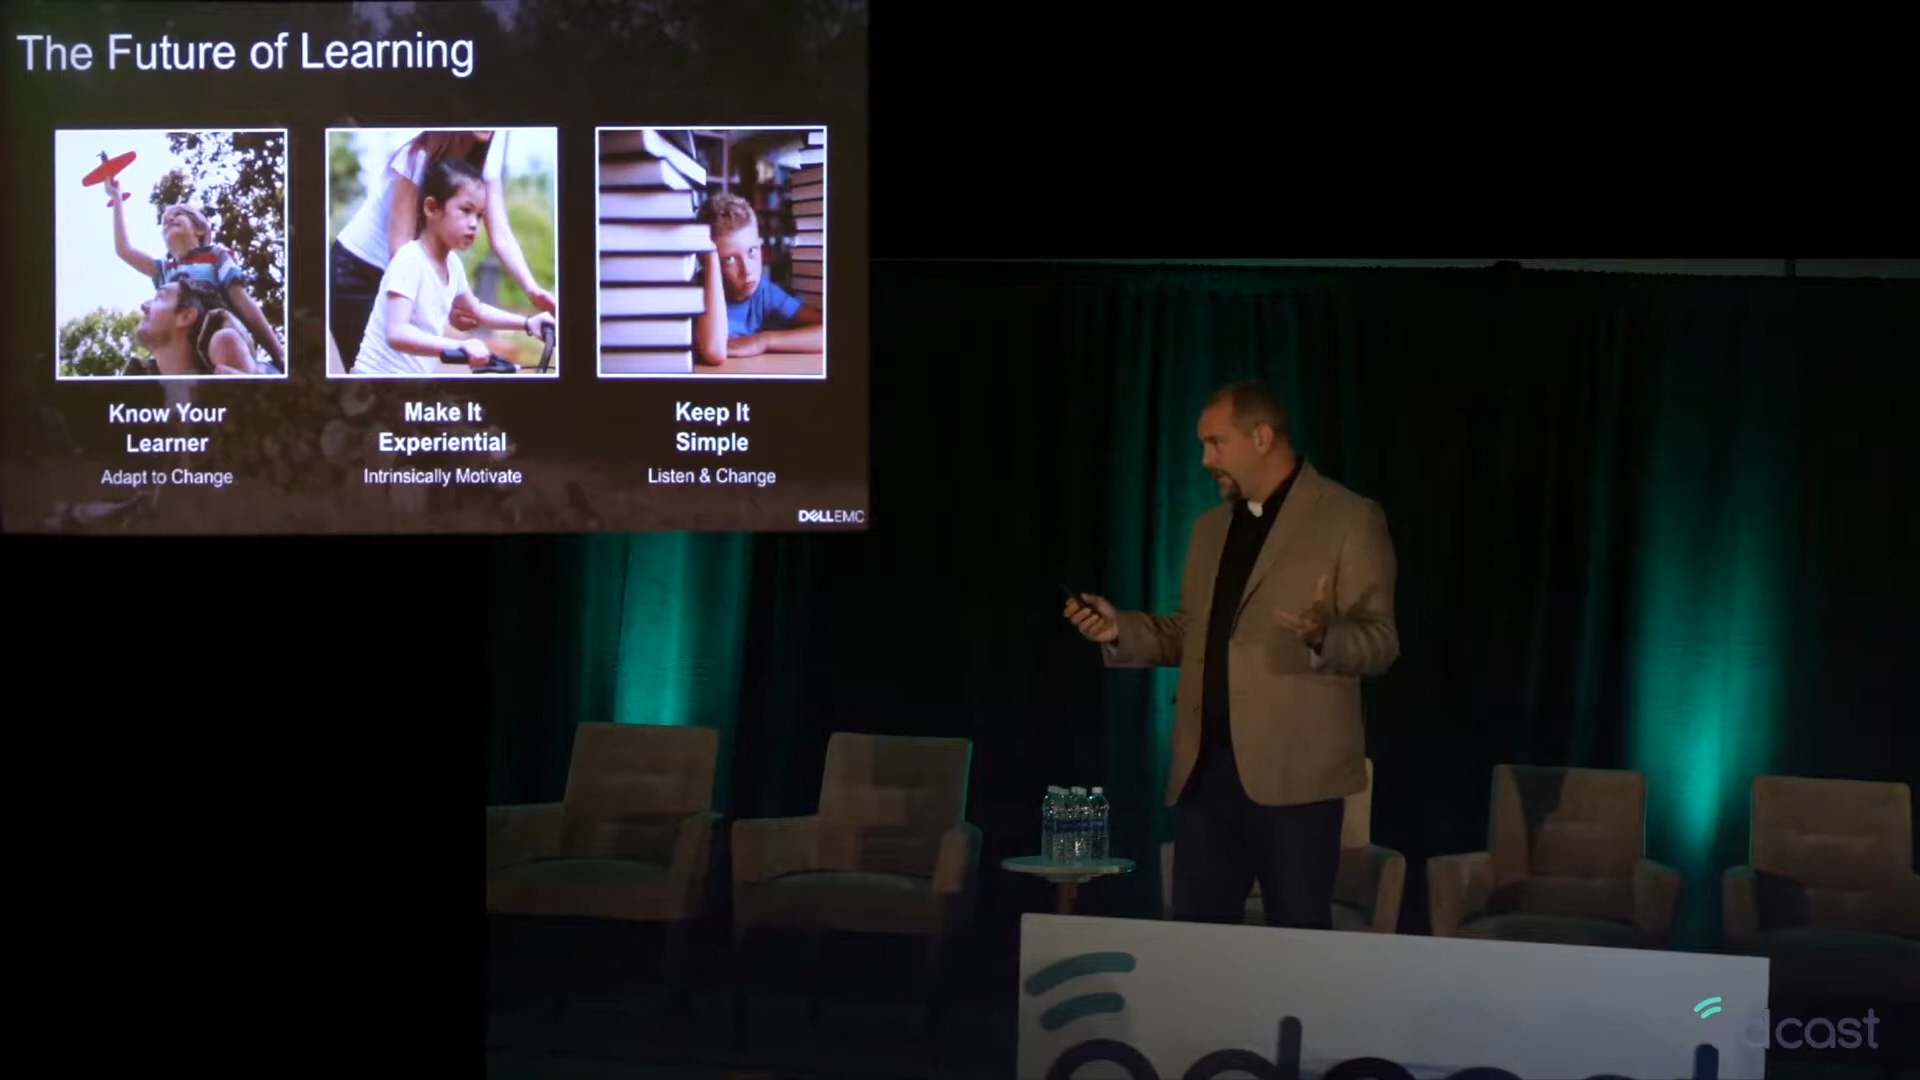 The Future of Learning
Know Your
Learner
Adapt to Change
Make It
Experiential
Intrinsically Motivate
Keep It
Simple
Listen & Change
DELLEMC
edcast
dcast